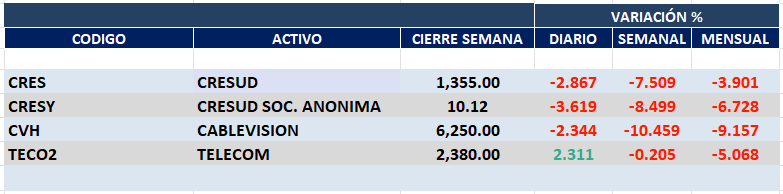 VARIACIÓN %
CODIGO ACTIVO CIERRE SEMANA DIARIO SEMANAL MENSUAL
CRES CRESUD 1,355.00 -2.867 -7.509 -3.901
CRESY CRESUD SOC. ANONIMA 10.12 -3.619 -8.499 -6.728
CVH CABLEVISION 6,250.00 -2.344 -10.459 -9.157
TECO2 TELECOM 2,380.00 2.311 -0.205 -5.068